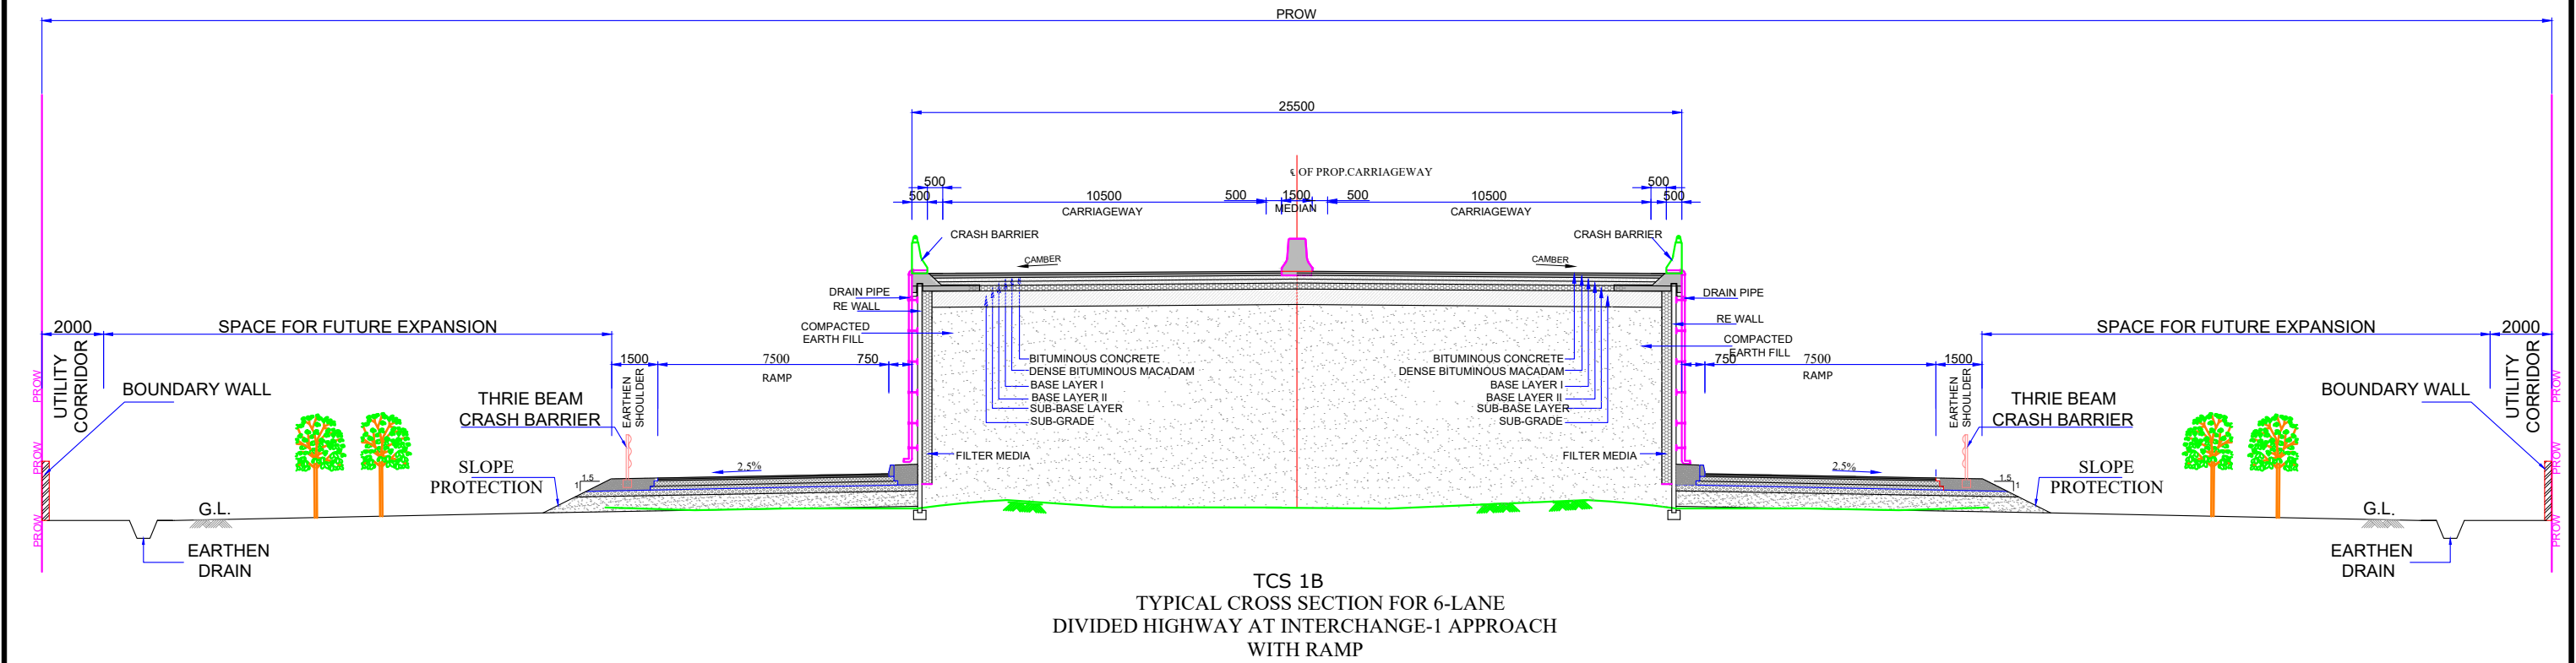 PROW
25500
℄ OF PROP.CARRIAGEWAY
500
500
10500
CARRIAGEWAY
500
1500
MEDIAN
500
10500
CARRIAGEWAY
500
500
CRASH BARRIER
CRASH BARRIER
CAMBER
CAMBER
DRAIN PIPE
RE WALL
COMPACTED
EARTH FILL
DRAIN PIPE
RE WALL
COMPACTED
EARTH FILL
2000
SPACE FOR FUTURE EXPANSION
SPACE FOR FUTURE EXPANSION
2000
UTILITY
CORRIDOR
1500
7500
RAMP
750
750
7500
RAMP
1500
UTILITY
CORRIDOR
BITUMINOUS CONCRETE
DENSE BITUMINOUS MACADAM
BASE LAYER I
BASE LAYER II
SUB-BASE LAYER
SUB-GRADE
BITUMINOUS CONCRETE
DENSE BITUMINOUS MACADAM
BASE LAYER I
BASE LAYER II
SUB-BASE LAYER
SUB-GRADE
PROW
PROW
PROW
BOUNDARY WALL
THRIE BEAM
CRASH BARRIER
EARTHEN
SHOULDER
EARTHEN
SHOULDER
THRIE BEAM
CRASH BARRIER
BOUNDARY WALL
PROW
PROW
PROW
SLOPE
PROTECTION
1.5
1
2.5%
FILTER MEDIA
FILTER MEDIA
2.5%
1.5
1
SLOPE
PROTECTION
G.L.
G.L.
EARTHEN
DRAIN
EARTHEN
DRAIN
TCS 1B
TYPICAL CROSS SECTION FOR 6-LANE
DIVIDED HIGHWAY AT INTERCHANGE-1 APPROACH
WITH RAMP